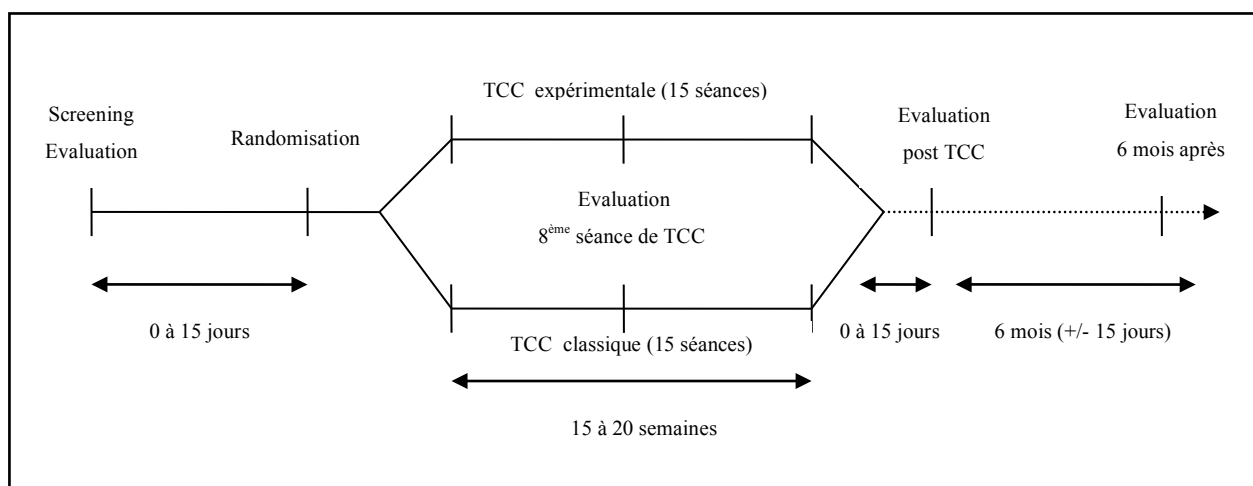 Screening
Evaluation
Randomisation
TCC expérimentale (15 séances)
Evaluation
8ème séance de TCC
TCC classique (15 séances)
Evaluation
post TCC
Evaluation
6 mois après
0 à 15 jours
15 à 20 semaines
0 à 15 jours
6 mois (+/- 15 jours)